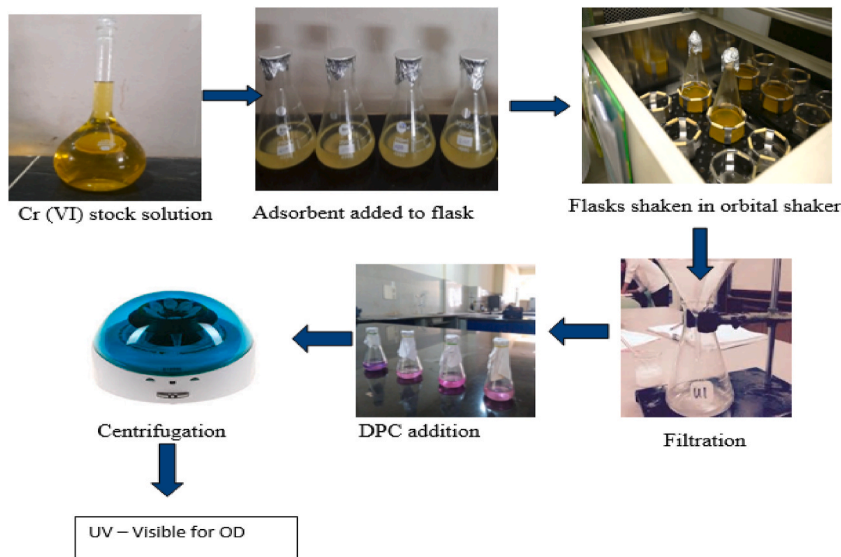 Cr (VI) stock solution
Adsorbent added to flask
Flasks shaken in orbital shaker
Filtration
DPC addition
Centrifugation
UV – Visible for OD